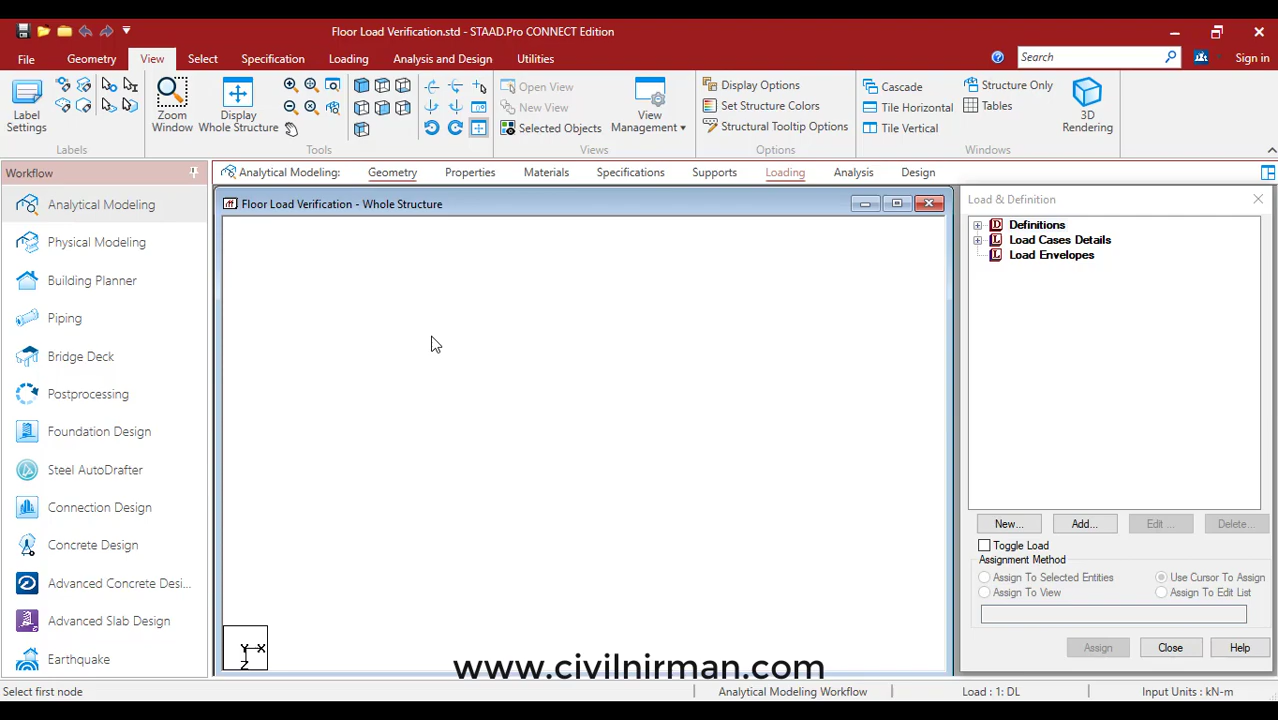 Floor Load Verification.std - STAAD.Pro CONNECT Edition
File Geometry View Select Specification Loading Analysis and Design Utilities Search Sign in
Label Settings
Zoom Window
Display Whole Structure
Open View
New View
Selected Objects
View Management
Display Options
Set Structure Colors
Structural Tooltip Options
Cascade
Tile Horizontal
Tile Vertical
Structure Only
Tables
3D Rendering
Labels Tools Views Options Windows
Workflow
Analytical Modeling: Geometry Properties Materials Specifications Supports Loading Analysis Design
Analytical Modeling
Physical Modeling
Building Planner
Piping
Bridge Deck
Postprocessing
Foundation Design
Steel AutoDrafter
Connection Design
Concrete Design
Advanced Concrete Desi...
Advanced Slab Design
Earthquake
Floor Load Verification - Whole Structure
Y X
Z
Load & Definition
Definitions
Load Cases Details
Load Envelopes
New... Add... Edit ... Delete...
Toggle Load
Assignment Method
Assign To Selected Entities Use Cursor To Assign
Assign To View Assign To Edit List
Assign Close Help
www.civilnirman.com
Select first node Analytical Modeling Workflow Load : 1: DL Input Units : kN-m